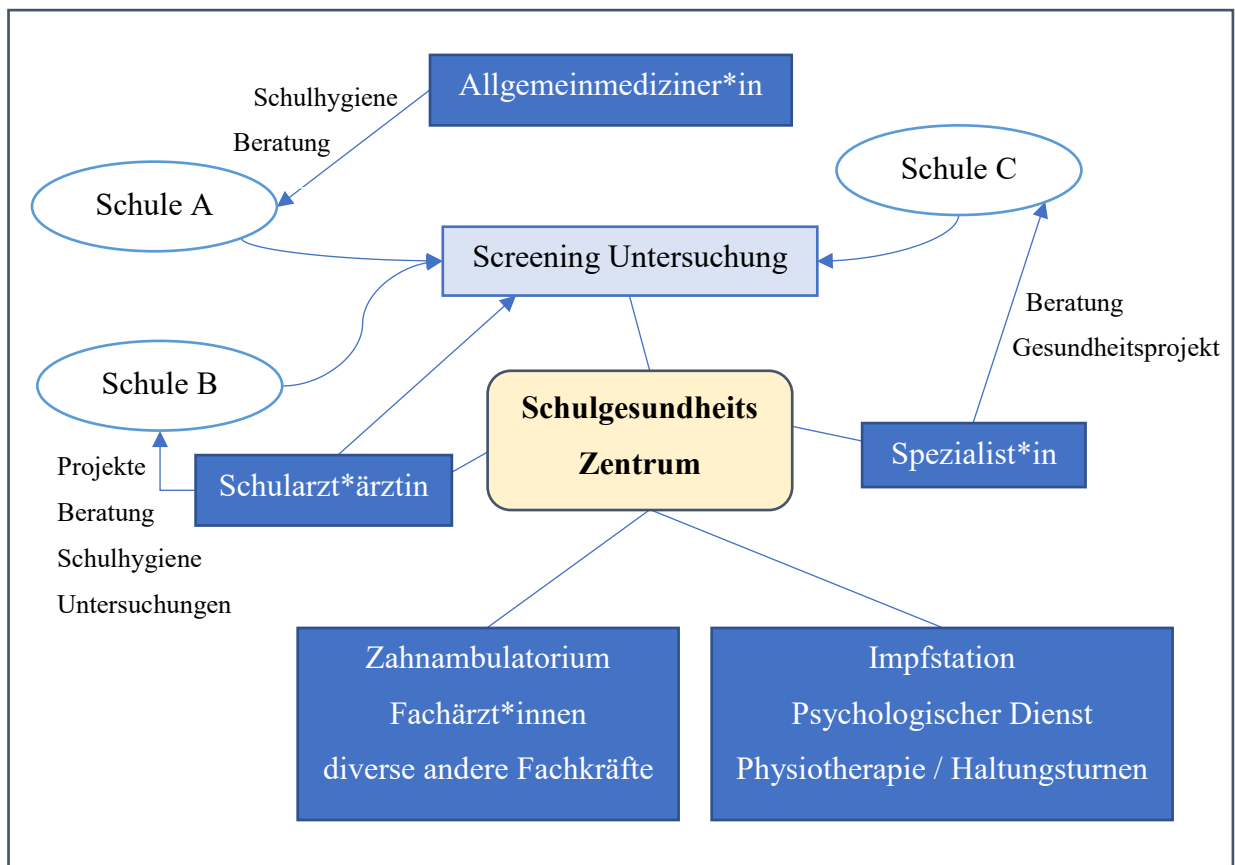 Allgemeinmediziner*in
Schulhygiene
Beratung
Schule A
Schule C
Screening Untersuchung
Beratung
Gesundheitsprojekt
Schule B
Schulgesundheits
Zentrum
Spezialist*in
Projekte
Beratung
Schulhygiene
Untersuchungen
Schularzt*ärztin
Zahnambulatorium
Fachärzt*innen
diverse andere Fachkräfte
Impfstation
Psychologischer Dienst
Physiotherapie / Haltungsturnen